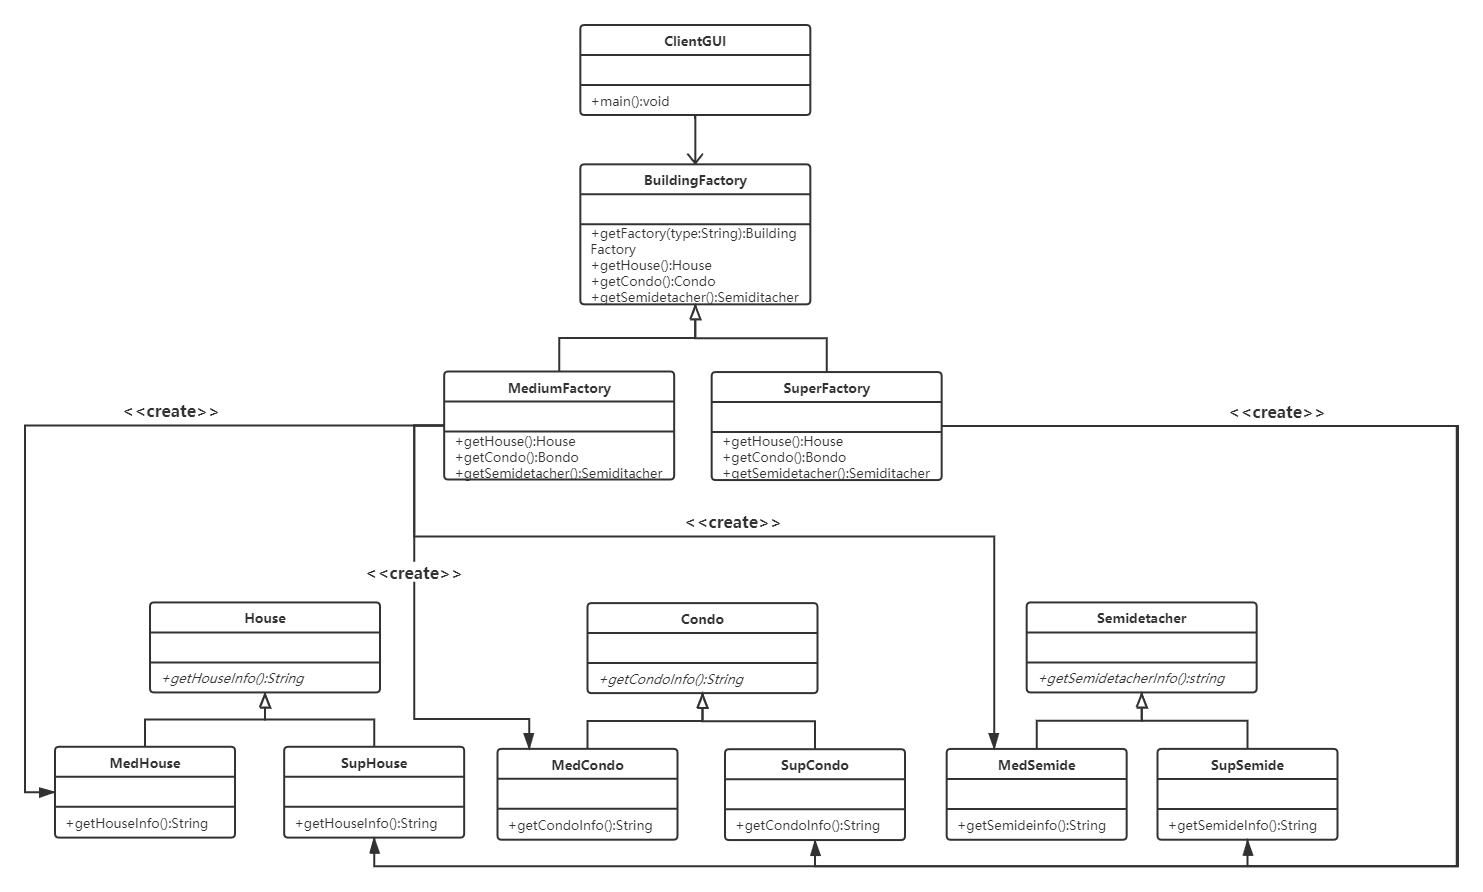 ClientGUI
+main():void
BuildingFactory
+getFactory(type:String):Building
Factory
+getHouse():House
+getCondo():Condo
+getSemidetacher():Semiditacher
MediumFactory
+getHouse():House
+getCondo():Bondo
+getSemidetacher():Semiditacher
SuperFactory
+getHouse():House
+getCondo():Bondo
+getSemidetacher():Semiditacher
<<create>>
<<create>>
<<create>>
<<create>>
House
+getHouseInfo():String
Condo
+getCondoInfo():String
Semidetacher
+getSemidetacherInfo():string
MedHouse
+getHouseInfo():String
SupHouse
+getHouseInfo():String
MedCondo
+getCondoInfo():String
SupCondo
+getCondoInfo():String
MedSemide
+getSemideinfo():String
SupSemide
+getSemideInfo():String